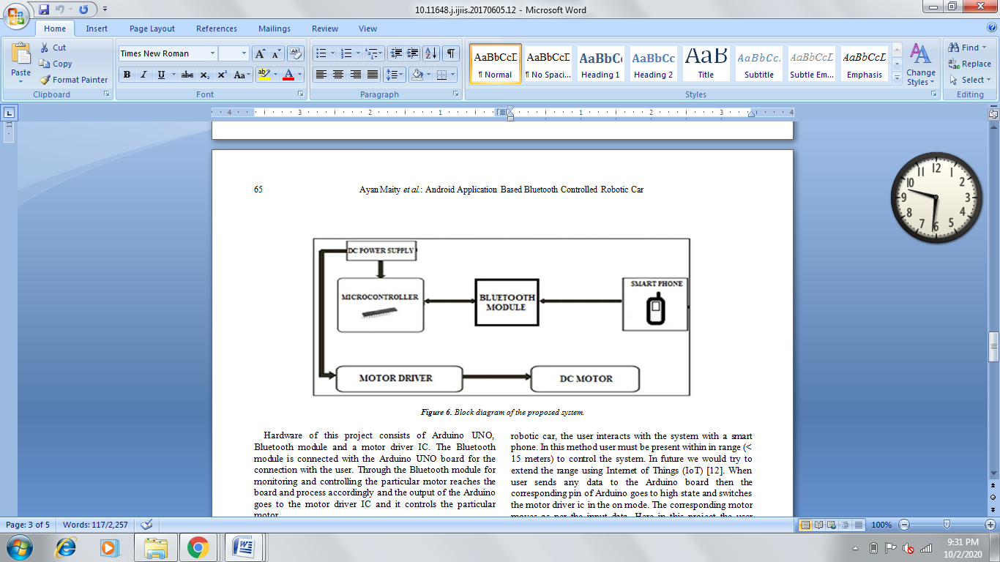 10.11648.j.ijiis.20170605.12 - Microsoft Word
Home Insert Page Layout References Mailings Review View
Paste
Cut
Copy
Format Painter
Clipboard
Times New Roman
B I U abc X₂ X² Aa
Font
Paragraph
AaBbCcD AaBbCcD AaBbC AaBbCc AaB AaBbCc. AaBbCcD AaBbCcD
¶ Normal ¶ No Spaci... Heading 1 Heading 2 Title Subtitle Subtle Em... Emphasis
Change
Styles
Styles
Find
Replace
Select
Editing
4 3 2 1 1 2 3 4
65 Ayan Maity et al.: Android Application Based Bluetooth Controlled Robotic Car
DC POWER SUPPLY
MICROCONTROLLER
BLUETOOTH
MODULE
SMART PHONE
MOTOR DRIVER
DC MOTOR
Figure 6. Block diagram of the proposed system.
Hardware of this project consists of Arduino UNO,
Bluetooth module and a motor driver IC. The Bluetooth
module is connected with the Arduino UNO board for the
connection with the user. Through the Bluetooth module for
monitoring and controlling the particular motor reaches the
board and process accordingly and the output of the Arduino
goes to the motor driver IC and it controls the particular
motor.
robotic car, the user interacts with the system with a smart
phone. In this method user must be present within in range (<
15 meters) to control the system. In future we would try to
extend the range using Internet of Things (IoT) [12]. When
user sends any data to the Arduino board then the
corresponding pin of Arduino goes to high state and switches
the motor driver ic in the on mode. The corresponding motor
moves as per the input data. Here in this project the user
12 1 2 3 4 5 6 7 8 9 10 11
Page: 3 of 5 Words: 117/2,257
100%
9:31 PM
10/2/2020